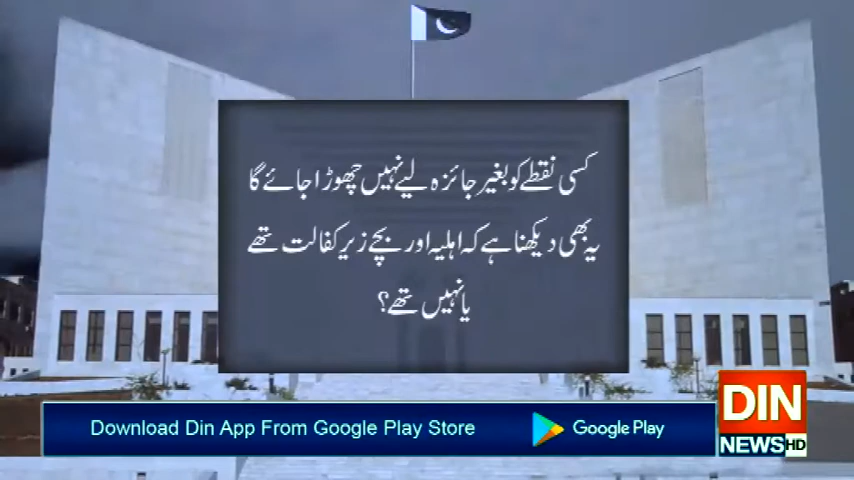 کسی نقطے کو بغیر جائزہ لیے نہیں چھوڑا جائے گا
یہ بھی دیکھنا ہے کہ اہلیہ اور بچے زیر کفالت تھے
یا نہیں تھے؟
Download Din App From Google Play Store
Google Play
DIN
NEWS HD